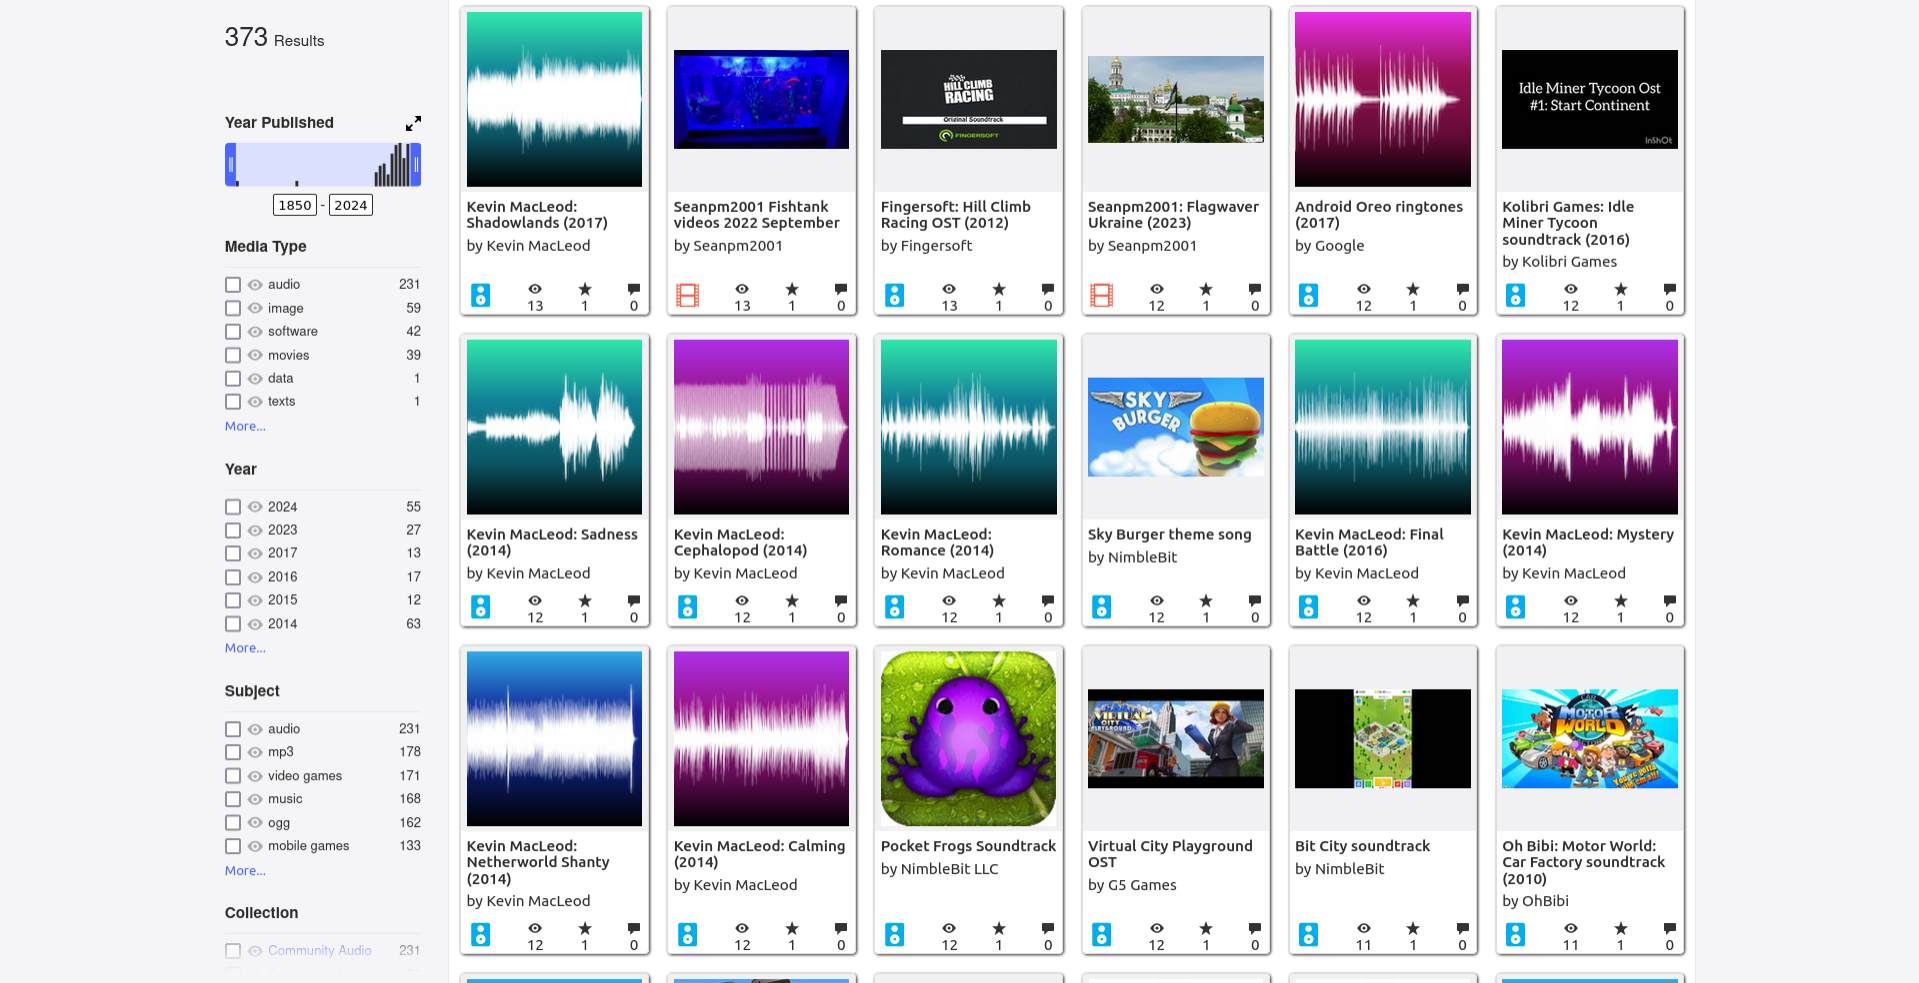 373 Results
Year Published
1850 - 2024
Media Type
audio 231
image 59
software 42
movies 39
data 1
texts 1
More...
Year
2024 55
2023 27
2017 13
2016 17
2015 12
2014 63
More...
Subject
audio 231
mp3 178
video games 171
music 168
ogg 162
mobile games 133
More...
Collection
Community Audio 231
Kevin MacLeod:
Shadowlands (2017)
by Kevin MacLeod
13 1 0
Seanpm2001 Fishtank
videos 2022 September
by Seanpm2001
13 1 0
HILL CLIMB
RACING
Original Soundtrack
FINGERSOFT
Fingersoft: Hill Climb
Racing OST (2012)
by Fingersoft
13 1 0
Seanpm2001: Flagwaver
Ukraine (2023)
by Seanpm2001
12 1 0
Android Oreo ringtones
(2017)
by Google
12 1 0
Idle Miner Tycoon Ost
#1: Start Continent
InShOt
Kolibri Games: Idle
Miner Tycoon
soundtrack (2016)
by Kolibri Games
12 1 0
Kevin MacLeod: Sadness
(2014)
by Kevin MacLeod
12 1 0
Kevin MacLeod:
Cephalopod (2014)
by Kevin MacLeod
12 1 0
Kevin MacLeod:
Romance (2014)
by Kevin MacLeod
12 1 0
SKY
BURGER
Sky Burger theme song
by NimbleBit
12 1 0
Kevin MacLeod: Final
Battle (2016)
by Kevin MacLeod
12 1 0
Kevin MacLeod: Mystery
(2014)
by Kevin MacLeod
12 1 0
Kevin MacLeod:
Netherworld Shanty
(2014)
by Kevin MacLeod
12 1 0
Kevin MacLeod: Calming
(2014)
by Kevin MacLeod
12 1 0
Pocket Frogs Soundtrack
by NimbleBit LLC
12 1 0
VIRTUAL
CITY
PLAYGROUND
Virtual City Playground
OST
by G5 Games
12 1 0
Bit City soundtrack
by NimbleBit
11 1 0
CAR
MOTOR
WORLD
Oh Bibi: Motor World:
Car Factory soundtrack
(2010)
by OhBibi
11 1 0